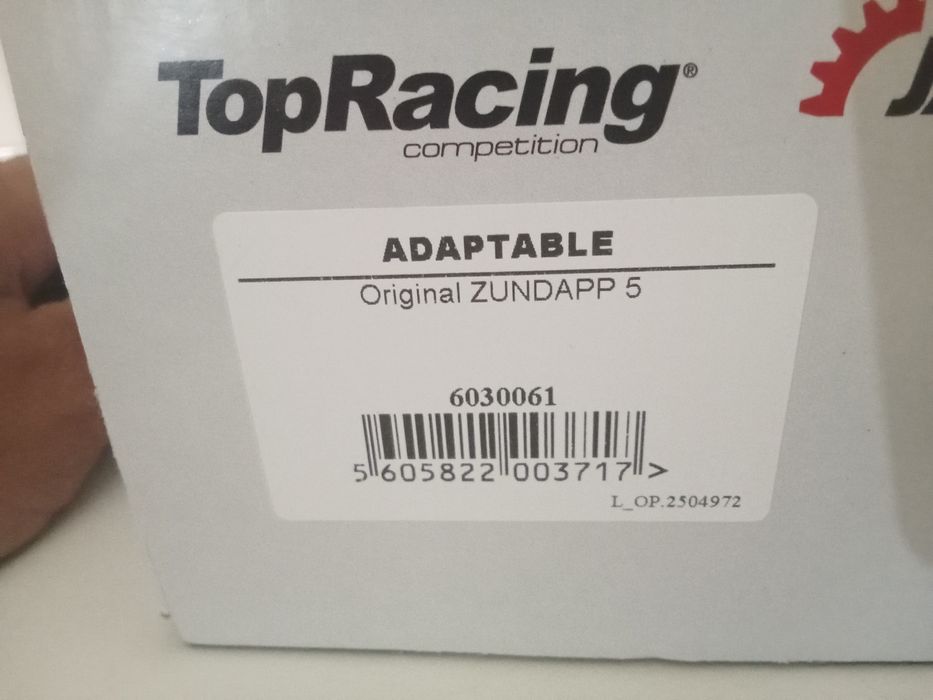 TopRacing®
competition
ADAPTABLE
Original ZUNDAPP 5
6030061
5 605822 003717 >
L_OP.2504972